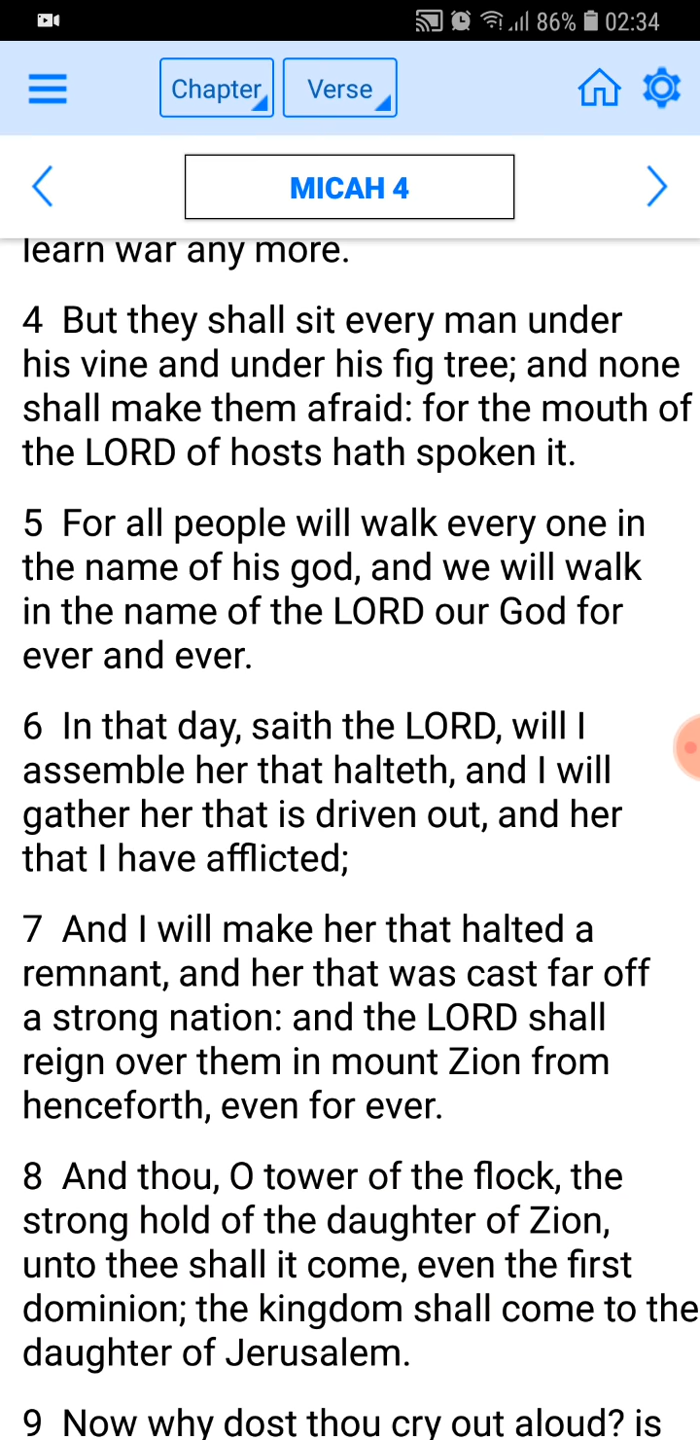 86% 02:34
Chapter Verse
MICAH 4
learn war any more.
4 But they shall sit every man under
his vine and under his fig tree; and none
shall make them afraid: for the mouth of
the LORD of hosts hath spoken it.
5 For all people will walk every one in
the name of his god, and we will walk
in the name of the LORD our God for
ever and ever.
6 In that day, saith the LORD, will I
assemble her that halteth, and I will
gather her that is driven out, and her
that I have afflicted;
7 And I will make her that halted a
remnant, and her that was cast far off
a strong nation: and the LORD shall
reign over them in mount Zion from
henceforth, even for ever.
8 And thou, O tower of the flock, the
strong hold of the daughter of Zion,
unto thee shall it come, even the first
dominion; the kingdom shall come to the
daughter of Jerusalem.
9 Now why dost thou cry out aloud? is